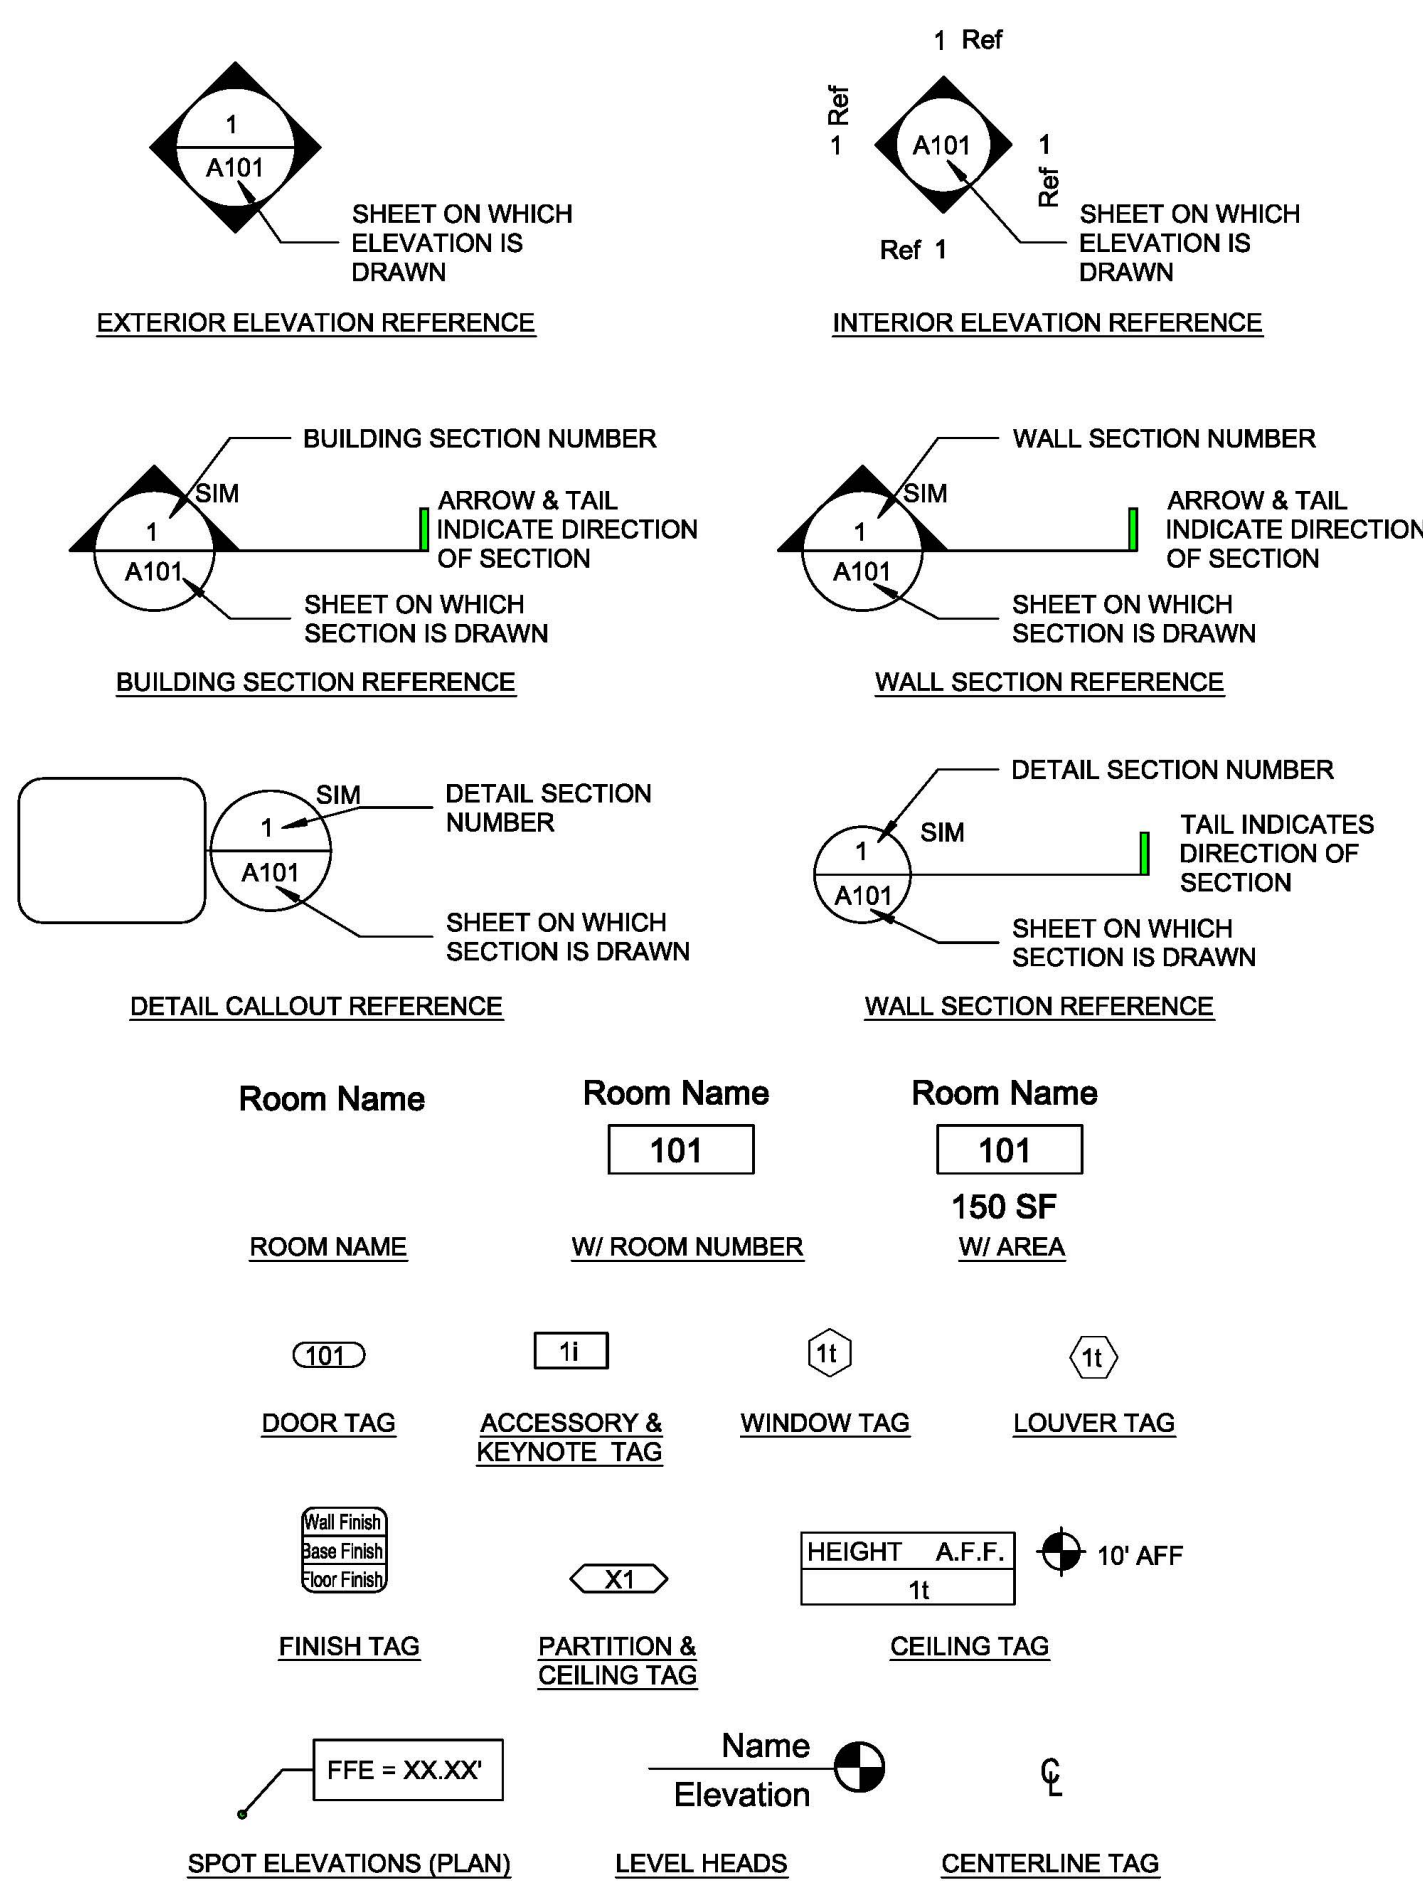 1
A101
SHEET ON WHICH
ELEVATION IS
DRAWN
EXTERIOR ELEVATION REFERENCE
1 Ref
Ref
1
A101
1
Ref
Ref 1
SHEET ON WHICH
ELEVATION IS
DRAWN
INTERIOR ELEVATION REFERENCE
BUILDING SECTION NUMBER
SIM
1
A101
ARROW & TAIL
INDICATE DIRECTION
OF SECTION
SHEET ON WHICH
SECTION IS DRAWN
BUILDING SECTION REFERENCE
WALL SECTION NUMBER
SIM
1
A101
ARROW & TAIL
INDICATE DIRECTION
OF SECTION
SHEET ON WHICH
SECTION IS DRAWN
WALL SECTION REFERENCE
SIM
1
A101
DETAIL SECTION
NUMBER
SHEET ON WHICH
SECTION IS DRAWN
DETAIL CALLOUT REFERENCE
DETAIL SECTION NUMBER
SIM
1
A101
TAIL INDICATES
DIRECTION OF
SECTION
SHEET ON WHICH
SECTION IS DRAWN
WALL SECTION REFERENCE
Room Name
ROOM NAME
Room Name
101
W/ ROOM NUMBER
Room Name
101
150 SF
W/ AREA
101
DOOR TAG
1i
ACCESSORY &
KEYNOTE TAG
1t
WINDOW TAG
1t
LOUVER TAG
Wall Finish
Base Finish
Floor Finish
FINISH TAG
X1
PARTITION &
CEILING TAG
HEIGHT A.F.F.
1t
10' AFF
CEILING TAG
FFE = XX.XX'
SPOT ELEVATIONS (PLAN)
Name
Elevation
LEVEL HEADS
℄
CENTERLINE TAG